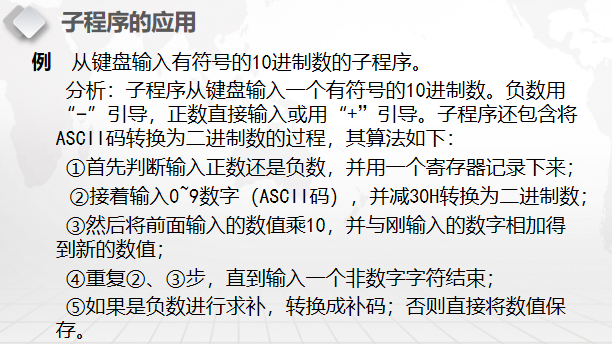 子程序的应用
例 从键盘输入有符号的10进制数的子程序。
分析：子程序从键盘输入一个有符号的10进制数。负数用
“-”引导，正数直接输入或用“+”引导。子程序还包含将
ASCII码转换为二进制数的过程，其算法如下：
①首先判断输入正数还是负数，并用一个寄存器记录下来；
②接着输入0~9数字（ASCII码），并减30H转换为二进制数；
③然后将前面输入的数值乘10，并与刚输入的数字相加得
到新的数值；
④重复②、③步，直到输入一个非数字字符结束；
⑤如果是负数进行求补，转换成补码；否则直接将数值保
存。